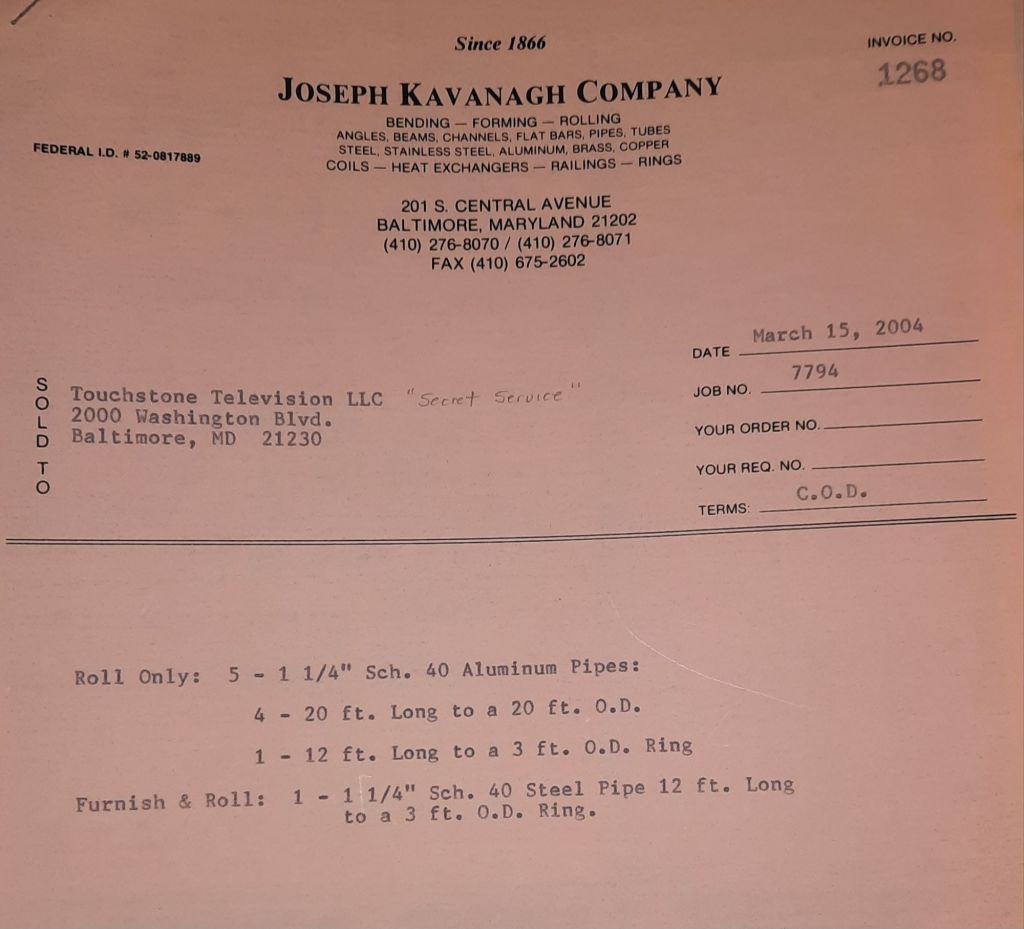 Since 1866
INVOICE NO.
1268
JOSEPH KAVANAGH COMPANY
BENDING — FORMING — ROLLING
ANGLES, BEAMS, CHANNELS, FLAT BARS, PIPES, TUBES
STEEL, STAINLESS STEEL, ALUMINUM, BRASS, COPPER
COILS — HEAT EXCHANGERS — RAILINGS — RINGS
FEDERAL I.D. # 52-0817889
201 S. CENTRAL AVENUE
BALTIMORE, MARYLAND 21202
(410) 276-8070 / (410) 276-8071
FAX (410) 675-2602
DATE March 15, 2004
JOB NO. 7794
YOUR ORDER NO.
YOUR REQ. NO.
TERMS: C.O.D.
SOLD TO
Touchstone Television LLC "Secret Service"
2000 Washington Blvd.
Baltimore, MD 21230
Roll Only: 5 - 1 1/4" Sch. 40 Aluminum Pipes:
4 - 20 ft. Long to a 20 ft. O.D.
1 - 12 ft. Long to a 3 ft. O.D. Ring
Furnish & Roll: 1 - 1 1/4" Sch. 40 Steel Pipe 12 ft. Long
to a 3 ft. O.D. Ring.